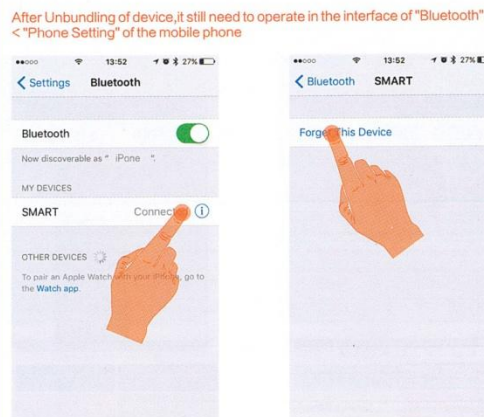 After Unbundling of device,it still need to operate in the interface of "Bluetooth"
< "Phone Setting" of the mobile phone
13:52
27%
Settings
Bluetooth
Bluetooth
Now discoverable as " iPone ".
MY DEVICES
SMART
OTHER DEVICES
To pair an Apple Watch with your iPhone, go to
the Watch app.
13:52
27%
Bluetooth
SMART
Forget This Device